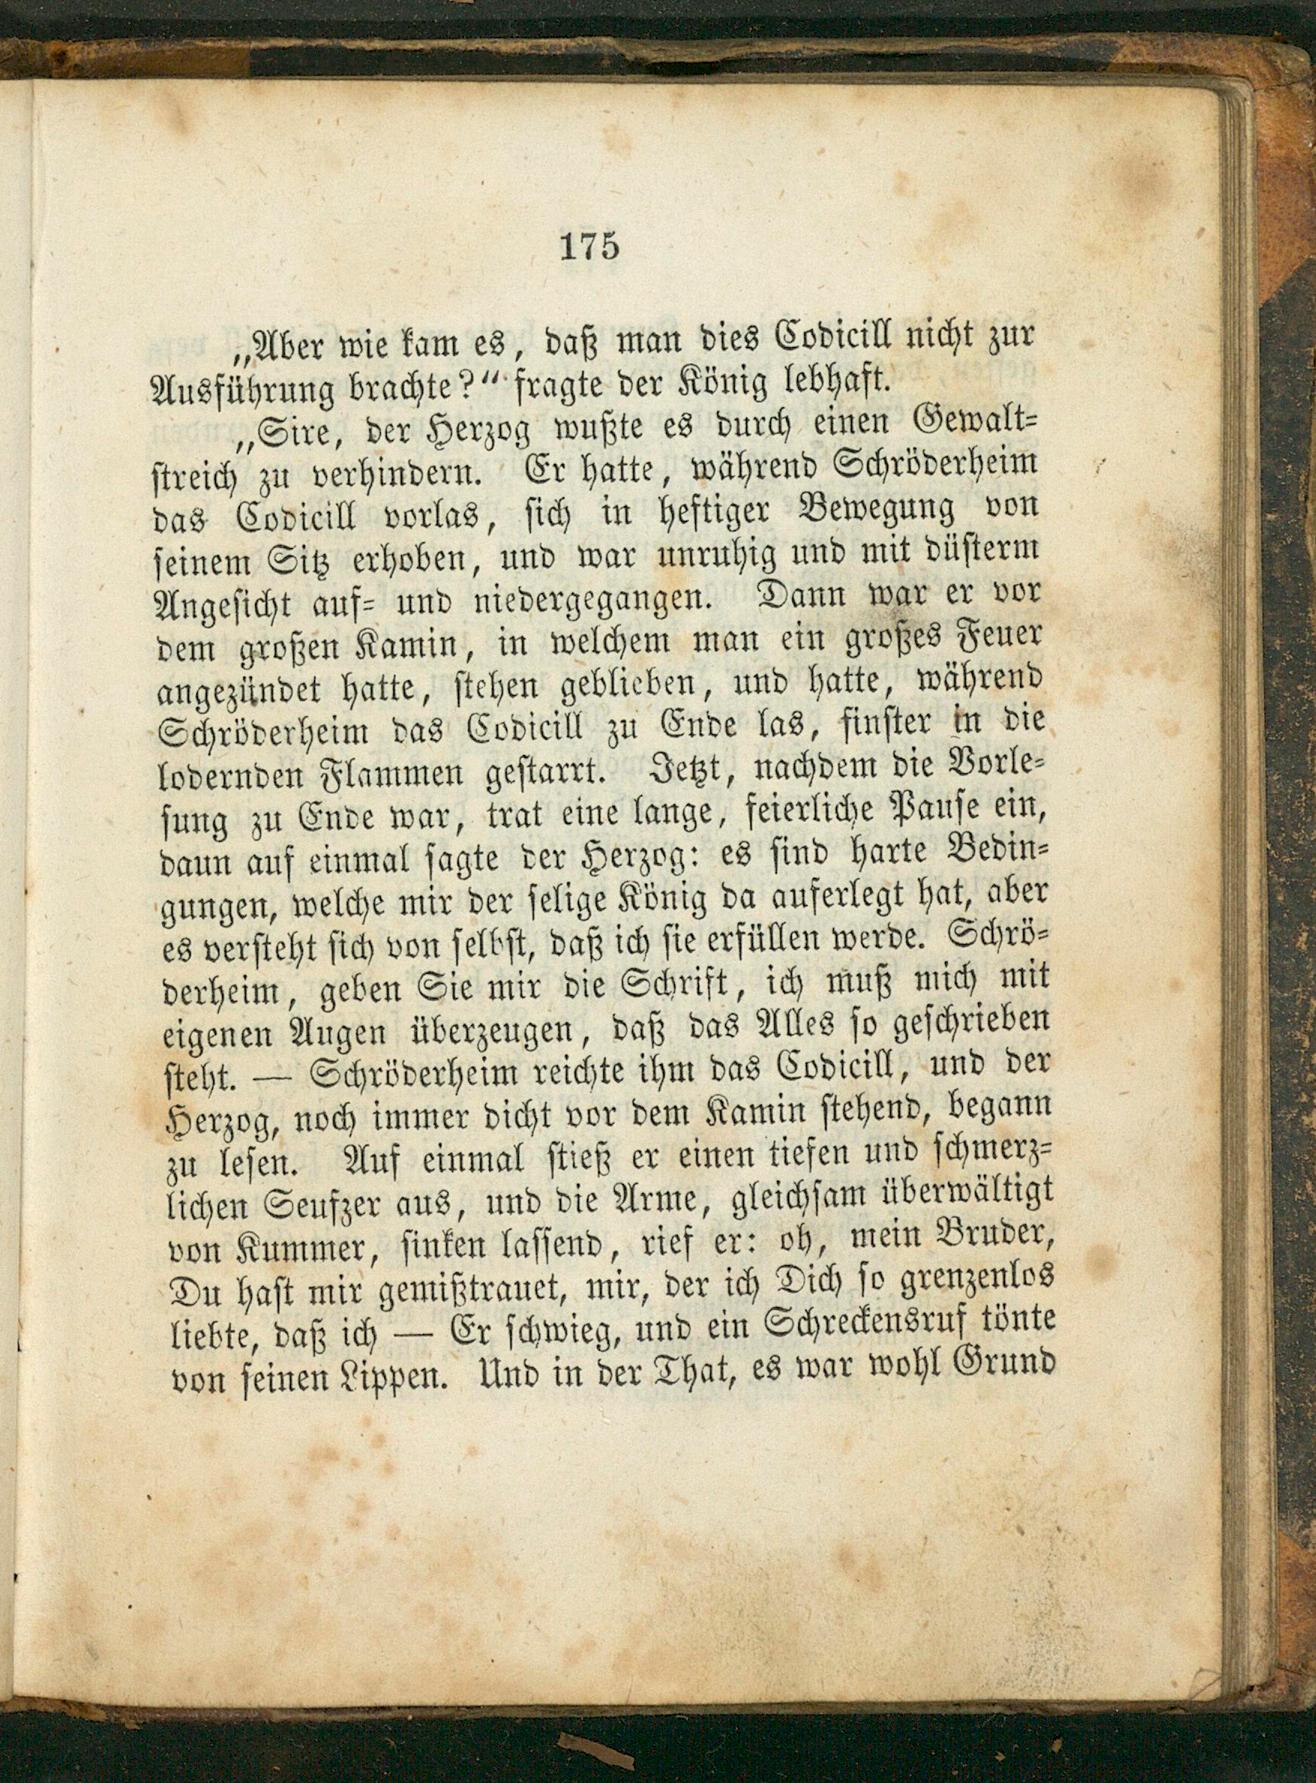 175
„Aber wie kam es, daß man dies Codicill nicht zur
Ausführung brachte?“ fragte der König lebhaft.
„Sire, der Herzog wußte es durch einen Gewalt=
streich zu verhindern. Er hatte, während Schröderheim
das Codicill vorlas, sich in heftiger Bewegung von
seinem Sitz erhoben, und war unruhig und mit düsterm
Angesicht auf= und niedergegangen. Dann war er vor
dem großen Kamin, in welchem man ein großes Feuer
angezündet hatte, stehen geblieben, und hatte, während
Schröderheim das Codicill zu Ende las, finster in die
lodernden Flammen gestarrt. Jetzt, nachdem die Vorle=
sung zu Ende war, trat eine lange, feierliche Pause ein,
dann auf einmal sagte der Herzog: es sind harte Bedin=
gungen, welche mir der selige König da auferlegt hat, aber
es versteht sich von selbst, daß ich sie erfüllen werde. Schrö=
derheim, geben Sie mir die Schrift, ich muß mich mit
eigenen Augen überzeugen, daß das Alles so geschrieben
steht. — Schröderheim reichte ihm das Codicill, und der
Herzog, noch immer dicht vor dem Kamin stehend, begann
zu lesen. Auf einmal stieß er einen tiefen und schmerz=
lichen Seufzer aus, und die Arme, gleichsam überwältigt
von Kummer, sinken lassend, rief er: oh, mein Bruder,
Du hast mir gemißtrauet, mir, der ich Dich so grenzenlos
liebte, daß ich — Er schwieg, und ein Schreckensruf tönte
von seinen Lippen. Und in der That, es war wohl Grund